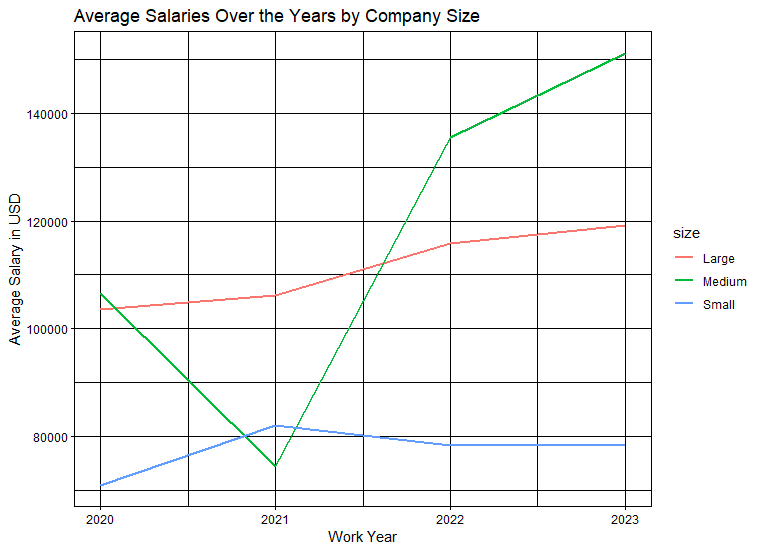 Average Salaries Over the Years by Company Size
Average Salary in USD
140000
120000
100000
80000
2020 2021 2022 2023
Work Year
size
Large
Medium
Small